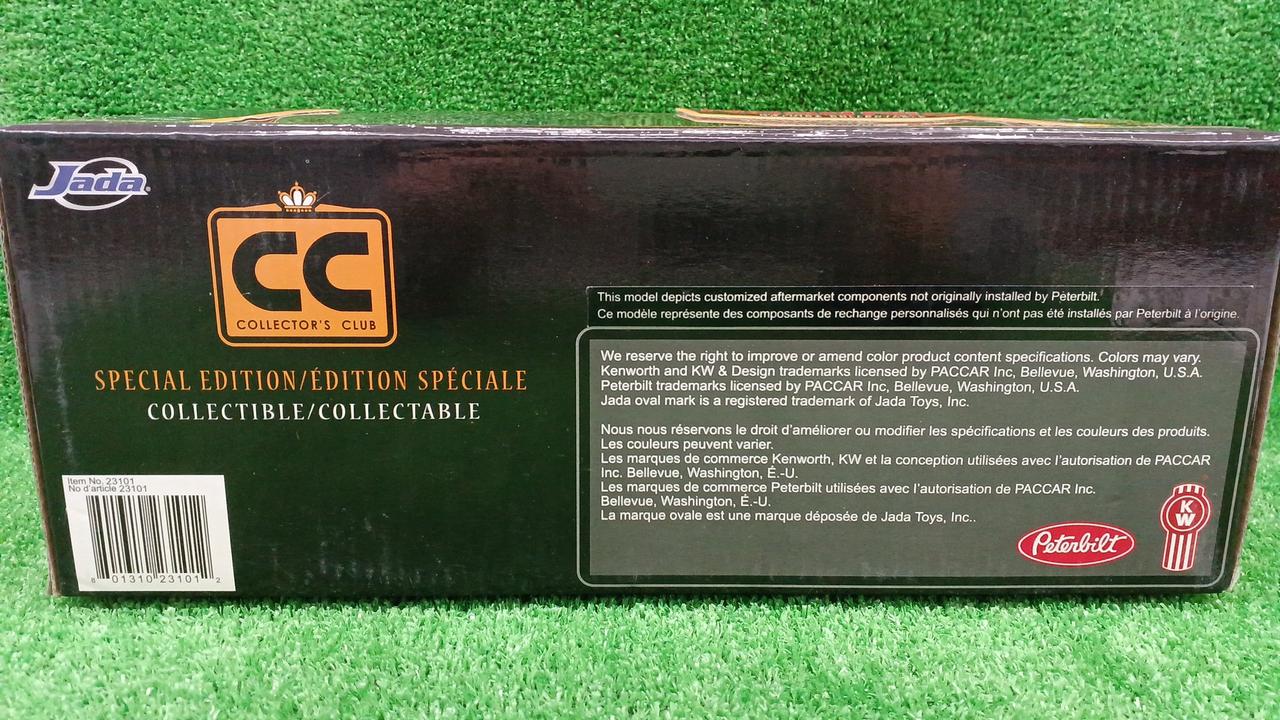 Jada
CC
COLLECTOR'S CLUB
SPECIAL EDITION/ÉDITION SPÉCIALE
COLLECTIBLE/COLLECTABLE
Item No. 23101
No d'article 23101
6 01310 23101 2
This model depicts customized aftermarket components not originally installed by Peterbilt.
Ce modèle représente des composants de rechange personnalisés qui n'ont pas été installés par Peterbilt à l'origine.
We reserve the right to improve or amend color product content specifications. Colors may vary.
Kenworth and KW & Design trademarks licensed by PACCAR Inc, Bellevue, Washington, U.S.A.
Peterbilt trademarks licensed by PACCAR Inc, Bellevue, Washington, U.S.A.
Jada oval mark is a registered trademark of Jada Toys, Inc.
Nous nous réservons le droit d'améliorer ou modifier les spécifications et les couleurs des produits.
Les couleurs peuvent varier.
Les marques de commerce Kenworth, KW et la conception utilisées avec l'autorisation de PACCAR
Inc. Bellevue, Washington, É.-U.
Les marques de commerce Peterbilt utilisées avec l'autorisation de PACCAR Inc.
Bellevue, Washington, É.-U.
La marque ovale est une marque déposée de Jada Toys, Inc..
Peterbilt
KW